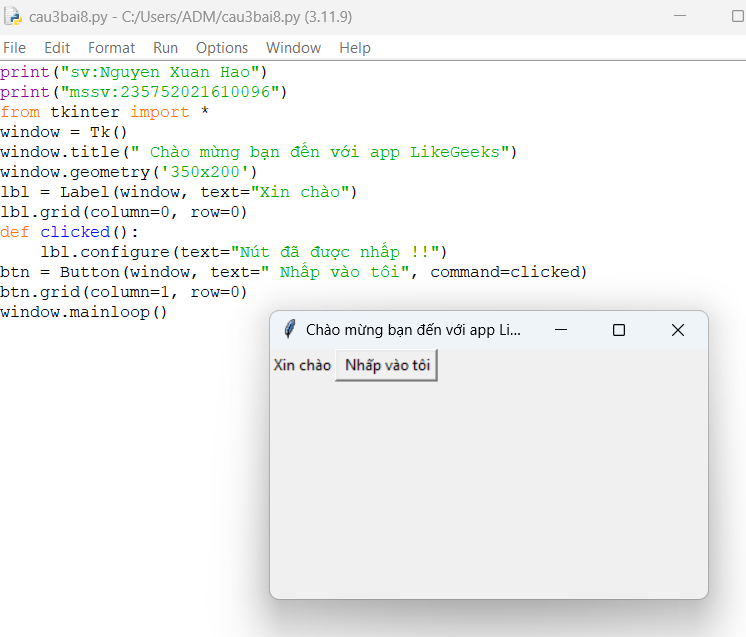 cau3bai8.py - C:/Users/ADM/cau3bai8.py (3.11.9)
File Edit Format Run Options Window Help
print("sv:Nguyen Xuan Hao")
print("mssv:235752021610096")
from tkinter import *
window = Tk()
window.title(" Chào mừng bạn đến với app LikeGeeks")
window.geometry('350x200')
lbl = Label(window, text="Xin chào")
lbl.grid(column=0, row=0)
def clicked():
    lbl.configure(text="Nút đã được nhấp !!")
btn = Button(window, text=" Nhấp vào tôi", command=clicked)
btn.grid(column=1, row=0)
window.mainloop()
Chào mừng bạn đến với app Li...
Xin chào Nhấp vào tôi